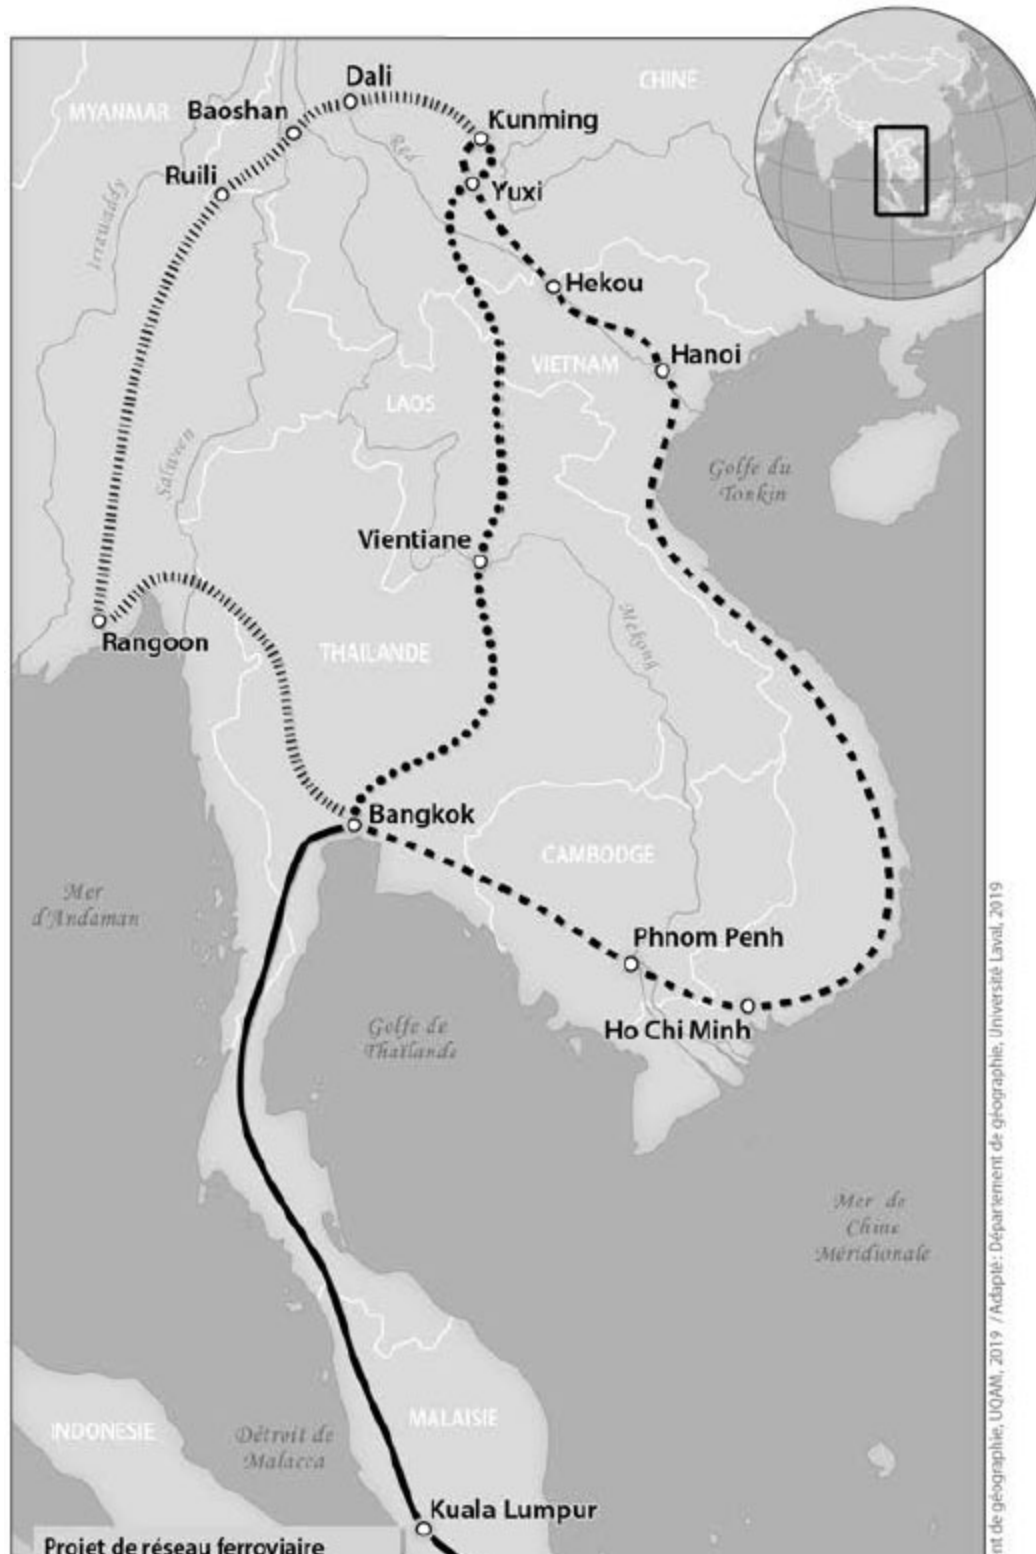 Dali
CHINE
MYANMAR
Baoshan
Kunming
Red
Ruili
Yuxi
Irrawaddy
Hekou
Hanoi
VIETNAM
LAOS
Saluween
Golfe du
Tonkin
Vientiane
Mekong
Rangoon
THAILANDE
Bangkok
CAMBODGE
Mer
d'Andaman
Phnom Penh
Golfe de
Thaïlande
Ho Chi Minh
Mer de
Chine
Méridionale
INDONESIE
Détroit de
Malacca
MALAISIE
Kuala Lumpur
Projet de réseau ferroviaire
nt de géographie, UQAM, 2019 / Adapté: Département de géographie, Université Laval, 2019